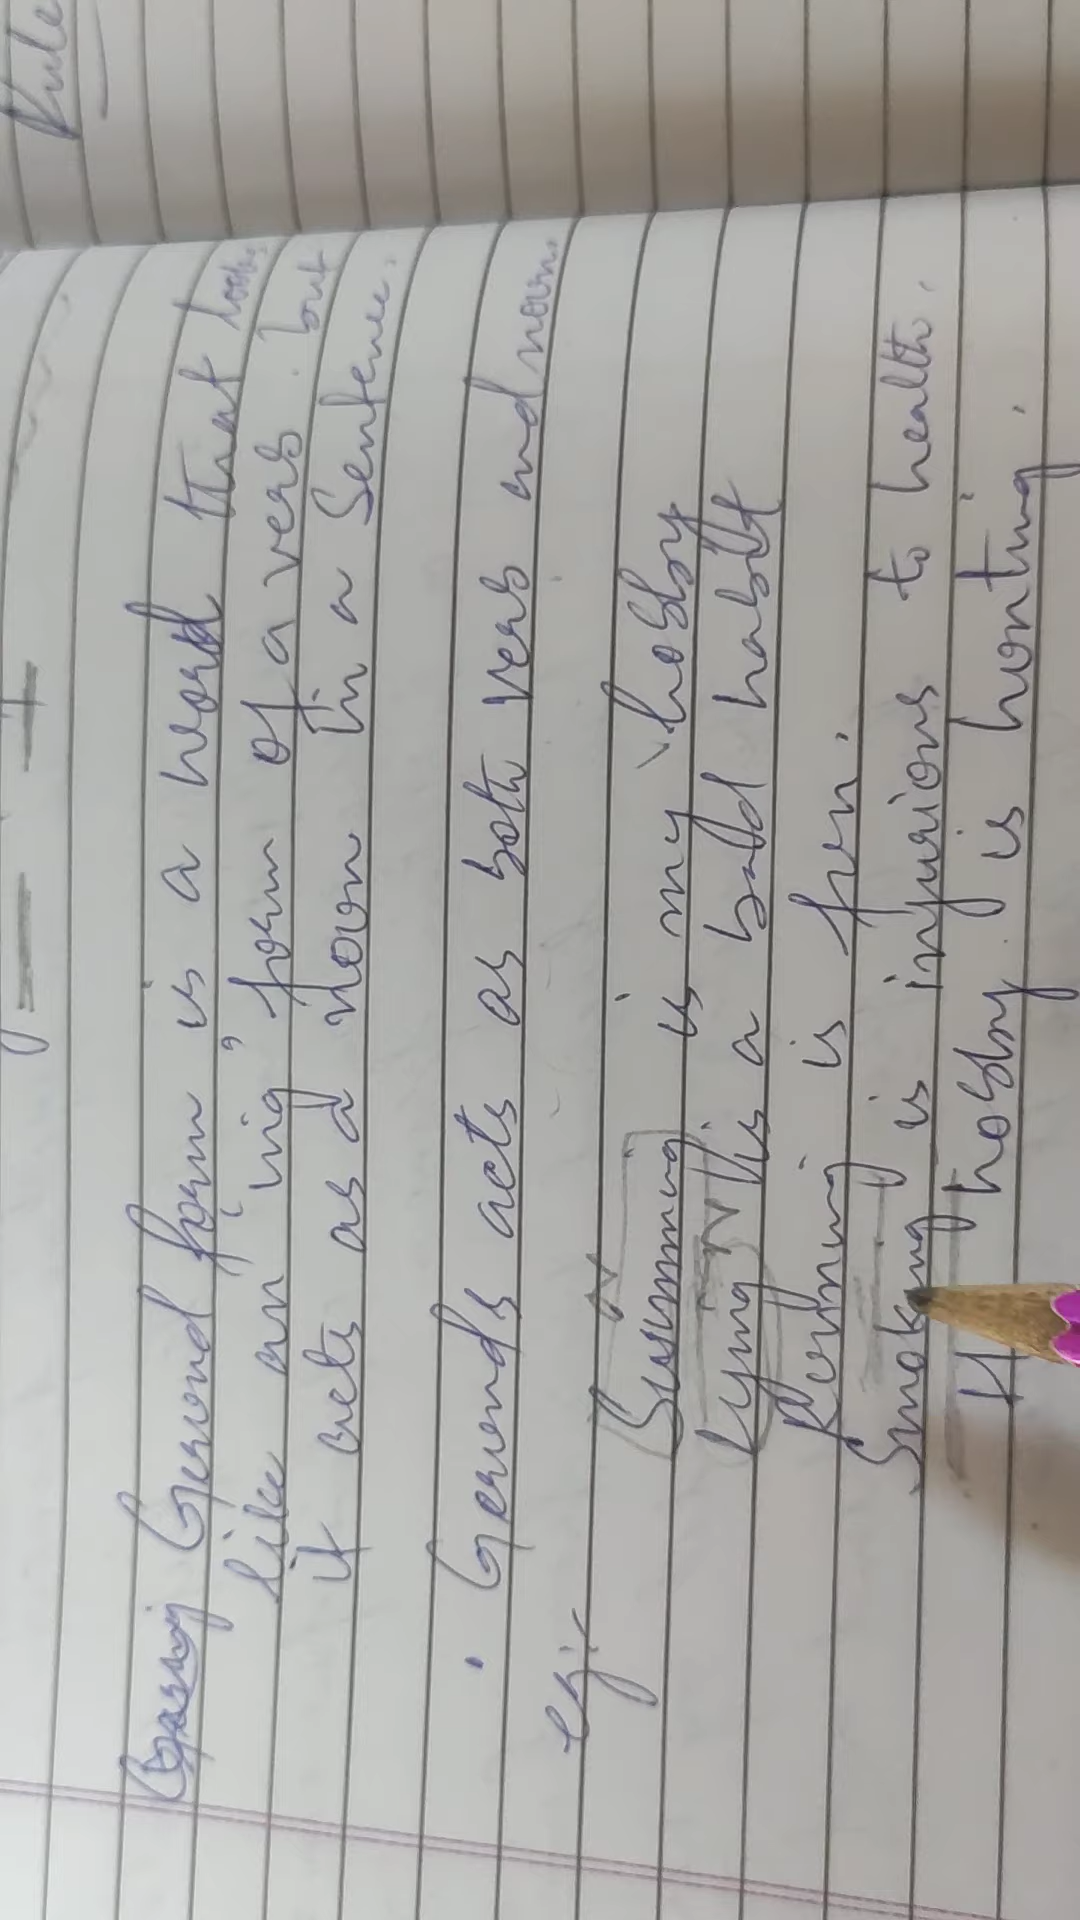 Rule
Gerund form is a word that look
like an 'ing' form of a verb but
it acts as a noun in a Sentence.
. Gerunds acts as both verb and noun.
eg:-
Swimming is my hobby
lying is a bad habit
Running is fun.
Smoking is injurious to health.
H hobby is hunting.